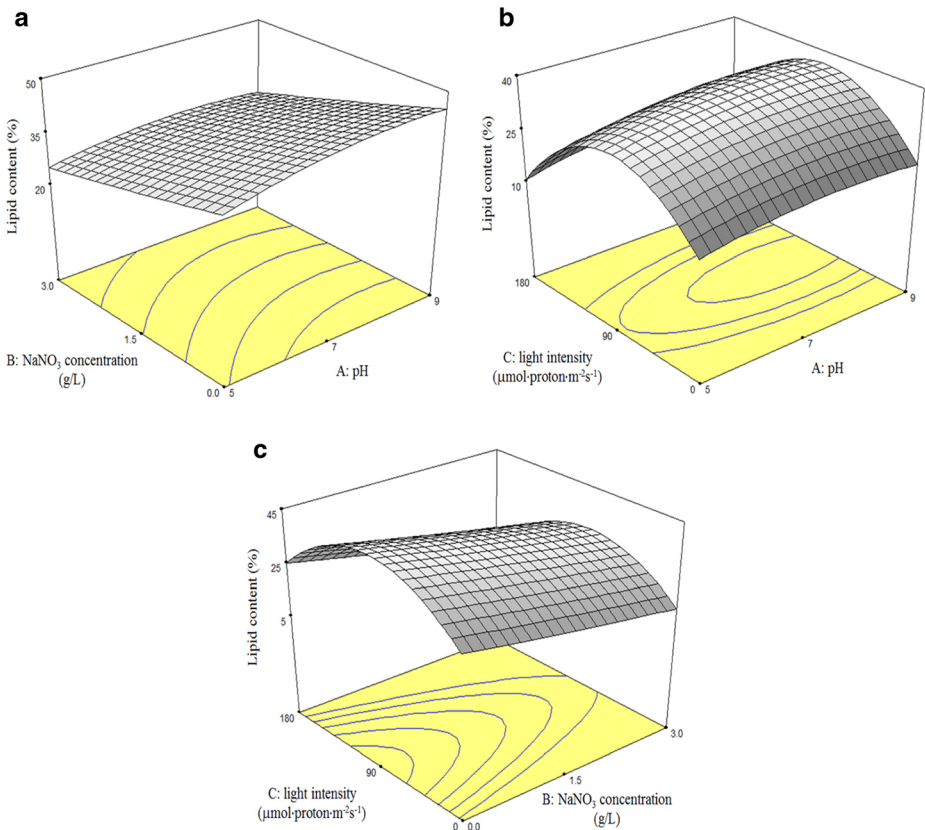 a
50
35
20
Lipid content (%)
3.0
1.5
0.0
B: NaNO₃ concentration
(g/L)
5
7
9
A: pH
b
40
25
10
Lipid content (%)
180
90
0
C: light intensity
(μmol·proton·m⁻²s⁻¹)
5
7
9
A: pH
c
45
25
5
Lipid content (%)
180
90
0
C: light intensity
(μmol·proton·m⁻²s⁻¹)
0.0
1.5
3.0
B: NaNO₃ concentration
(g/L)